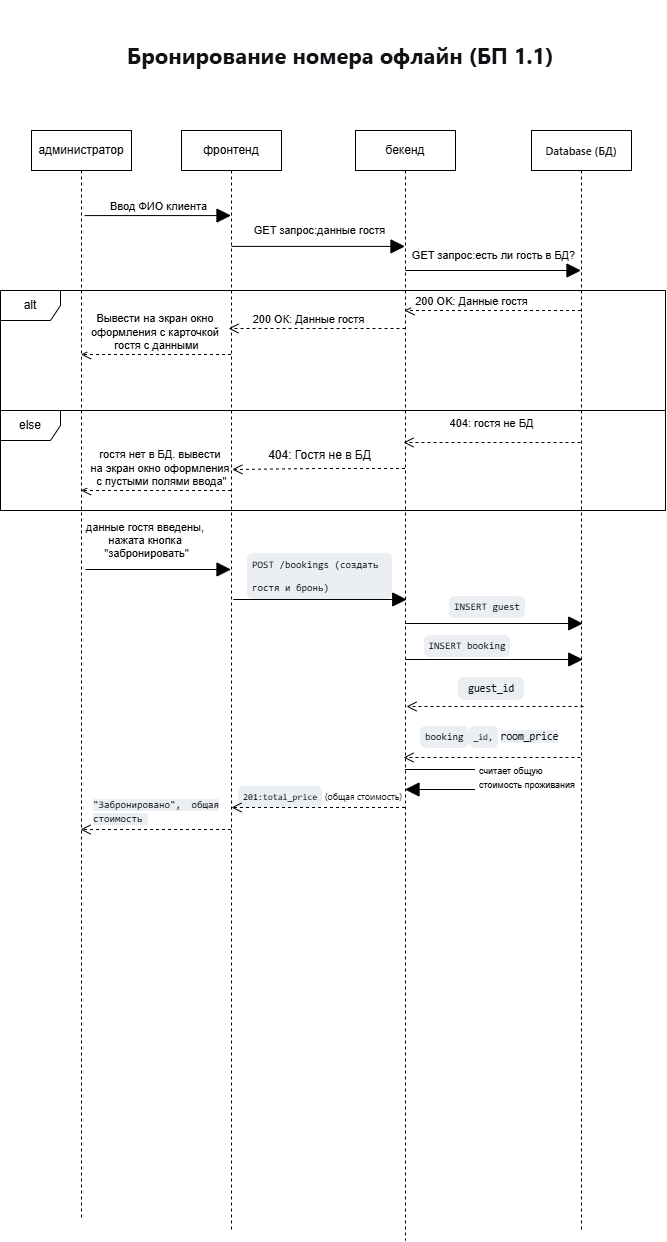 Бронирование номера офлайн (БП 1.1)
администратор
фронтенд
бекенд
Database (БД)
Ввод ФИО клиента
GET запрос:данные гостя
GET запрос:есть ли гость в БД?
alt
200 OK: Данные гостя
200 OK: Данные гостя
Вывести на экран окно
оформления с карточкой
гостя с данными
else
404: гостя не БД
404: Гостя не в БД
гостя нет в БД. вывести
на экран окно оформления
с пустыми полями ввода"
данные гостя введены,
нажата кнопка
"забронировать"
POST /bookings (создать
гостя и бронь)
INSERT guest
INSERT booking
guest_id
booking _id, room_price
считает общую
стоимость проживания
201:total_price (общая стоимость)
"Забронировано", общая
стоимость